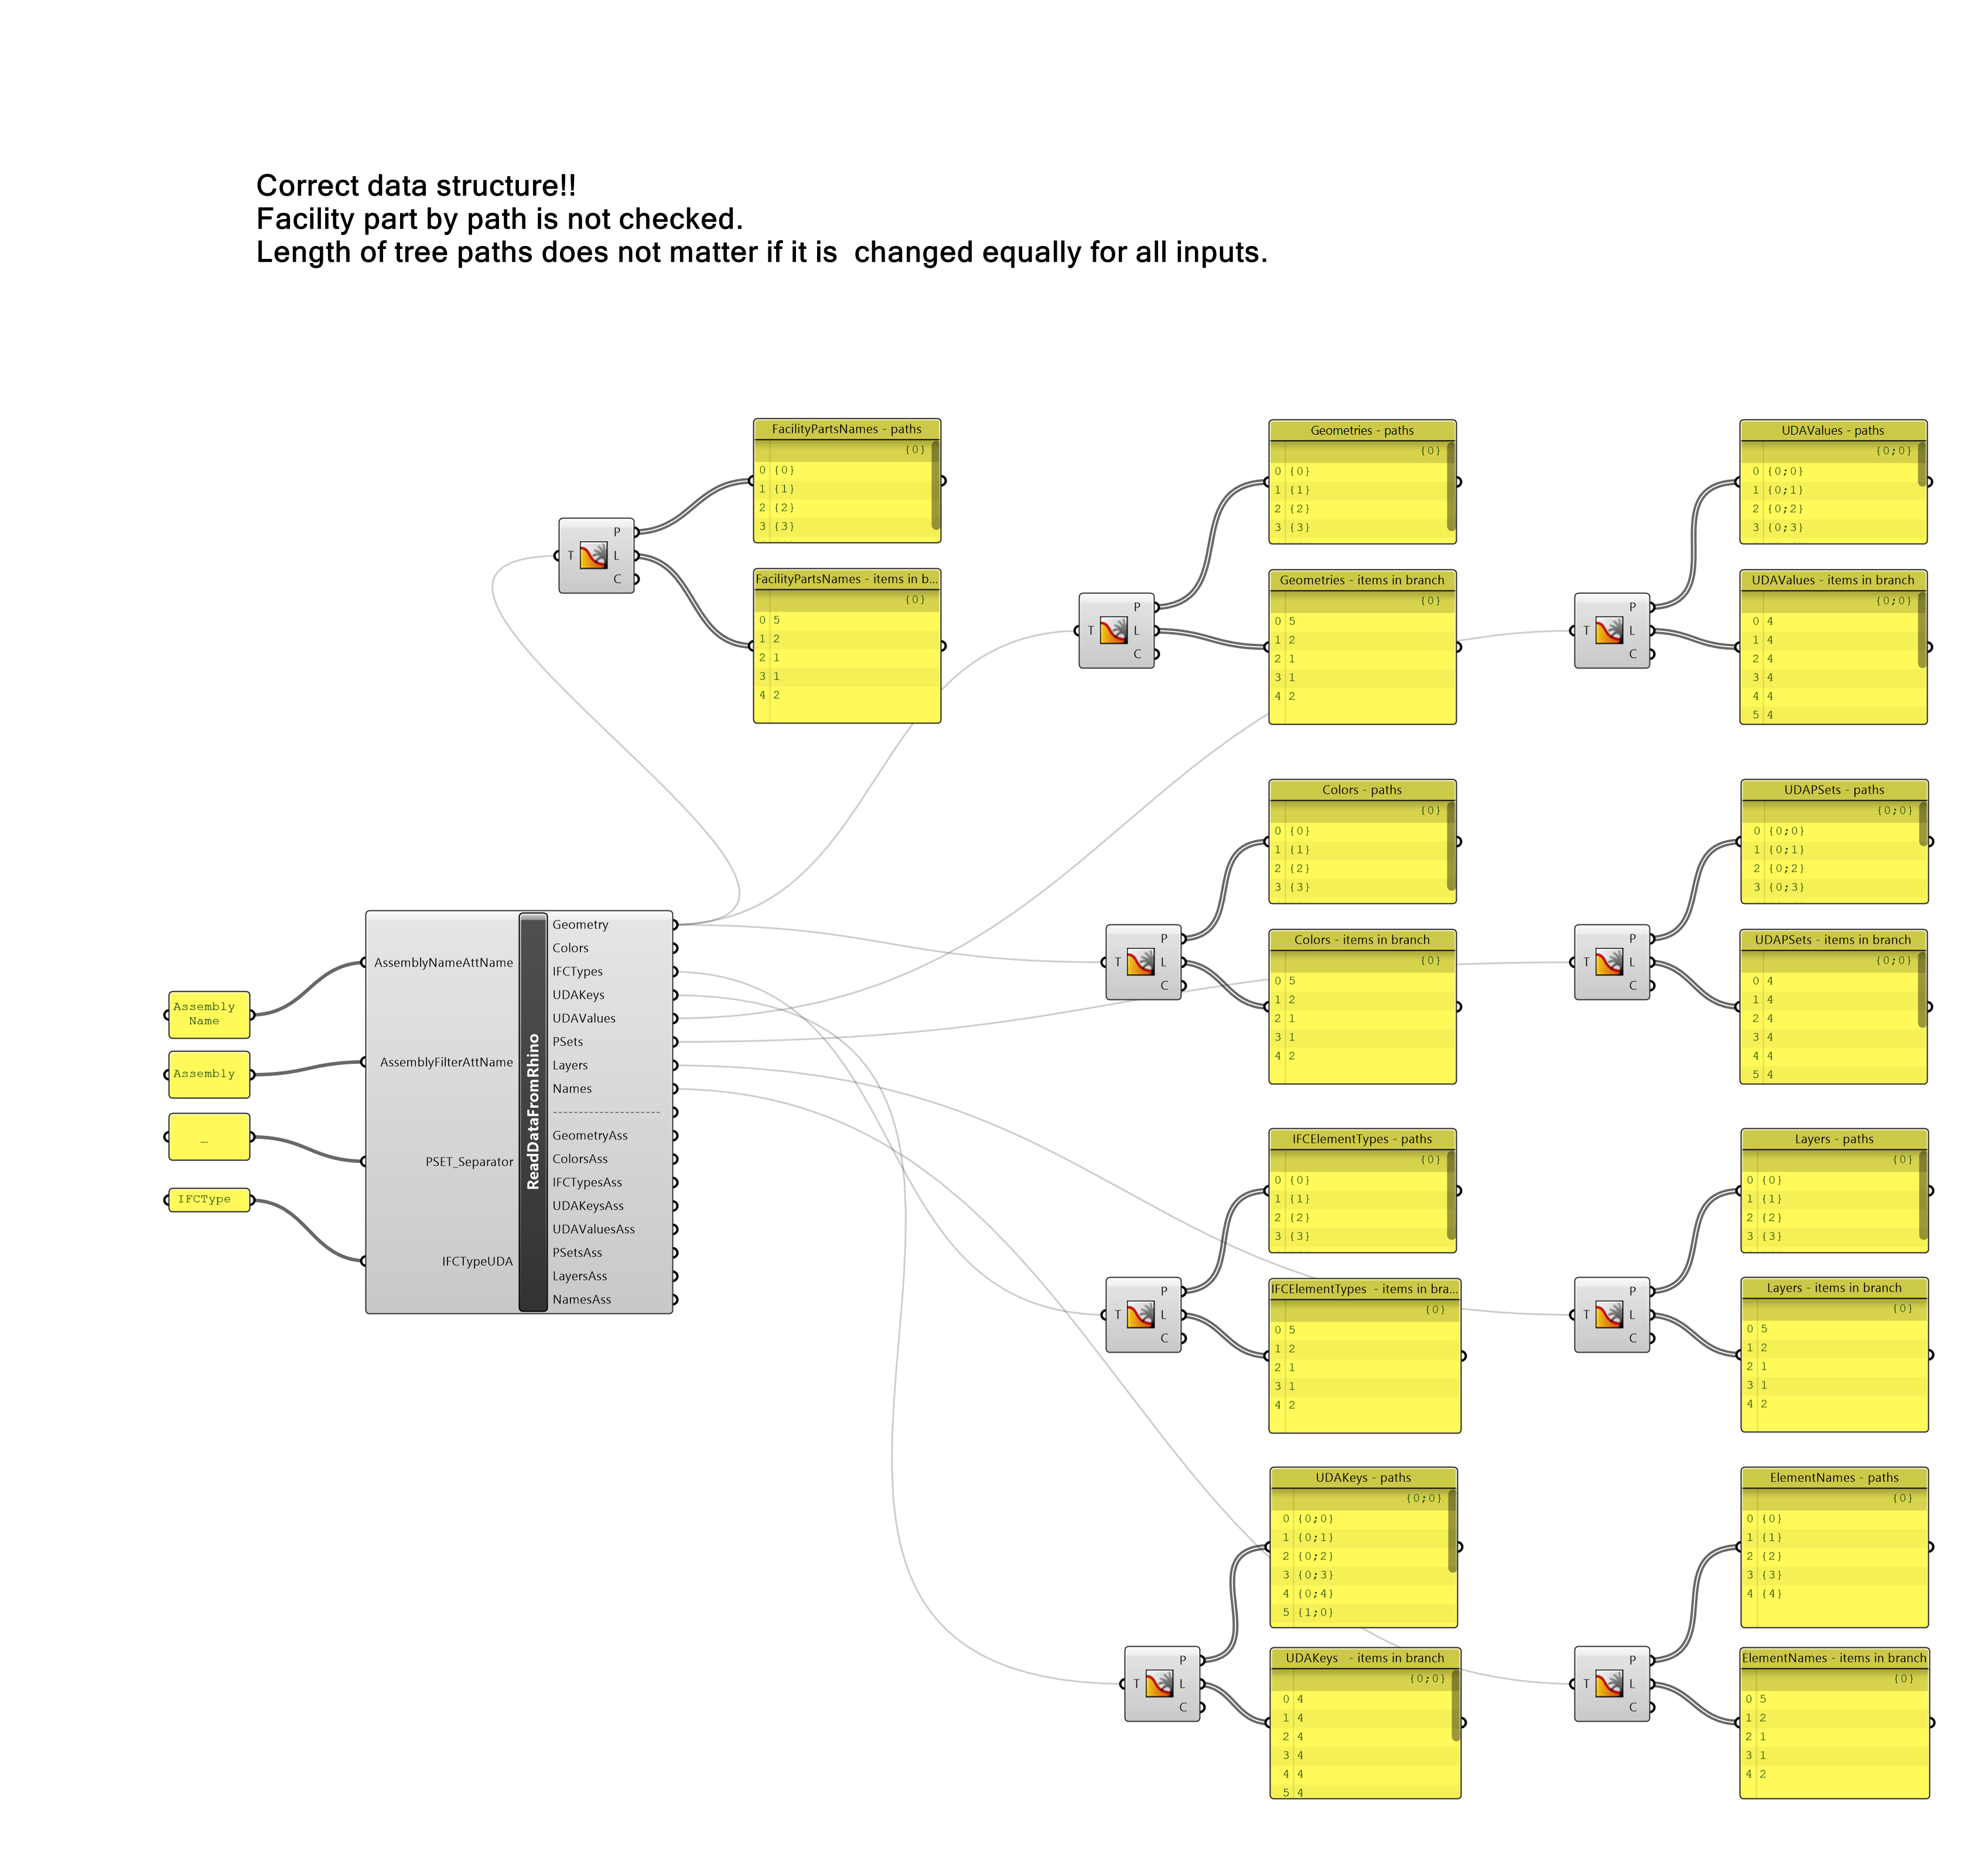 Correct data structure!!
Facility part by path is not checked.
Length of tree paths does not matter if it is  changed equally for all inputs.
FacilityPartsNames - paths
{0}
0 {0}
1 {1}
2 {2}
3 {3}
FacilityPartsNames - items in b...
{0}
0 5
1 2
2 1
3 1
4 2
T
P
L
C
Geometries - paths
{0}
0 {0}
1 {1}
2 {2}
3 {3}
Geometries - items in branch
{0}
0 5
1 2
2 1
3 1
4 2
T
P
L
C
UDAValues - paths
{0;0}
0 {0;0}
1 {0;1}
2 {0;2}
3 {0;3}
UDAValues - items in branch
{0;0}
0 4
1 4
2 4
3 4
4 4
5 4
T
P
L
C
Colors - paths
{0}
0 {0}
1 {1}
2 {2}
3 {3}
Colors - items in branch
{0}
0 5
1 2
2 1
3 1
4 2
T
P
L
C
UDAPSets - paths
{0;0}
0 {0;0}
1 {0;1}
2 {0;2}
3 {0;3}
UDAPSets - items in branch
{0;0}
0 4
1 4
2 4
3 4
4 4
5 4
T
P
L
C
Assembly
Name
Assembly
_
IFCType
AssemblyNameAttName
AssemblyFilterAttName
PSET_Separator
IFCTypeUDA
ReadDataFromRhino
Geometry
Colors
IFCTypes
UDAKeys
UDAValues
PSets
Layers
Names
--------------------
GeometryAss
ColorsAss
IFCTypesAss
UDAKeysAss
UDAValuesAss
PSetsAss
LayersAss
NamesAss
IFCElementTypes - paths
{0}
0 {0}
1 {1}
2 {2}
3 {3}
IFCElementTypes  - items in bra...
{0}
0 5
1 2
2 1
3 1
4 2
T
P
L
C
Layers - paths
{0}
0 {0}
1 {1}
2 {2}
3 {3}
Layers - items in branch
{0}
0 5
1 2
2 1
3 1
4 2
T
P
L
C
UDAKeys - paths
{0;0}
0 {0;0}
1 {0;1}
2 {0;2}
3 {0;3}
4 {0;4}
5 {1;0}
UDAKeys   - items in branch
{0;0}
0 4
1 4
2 4
3 4
4 4
5 4
T
P
L
C
ElementNames - paths
{0}
0 {0}
1 {1}
2 {2}
3 {3}
4 {4}
ElementNames - items in branch
{0}
0 5
1 2
2 1
3 1
4 2
T
P
L
C